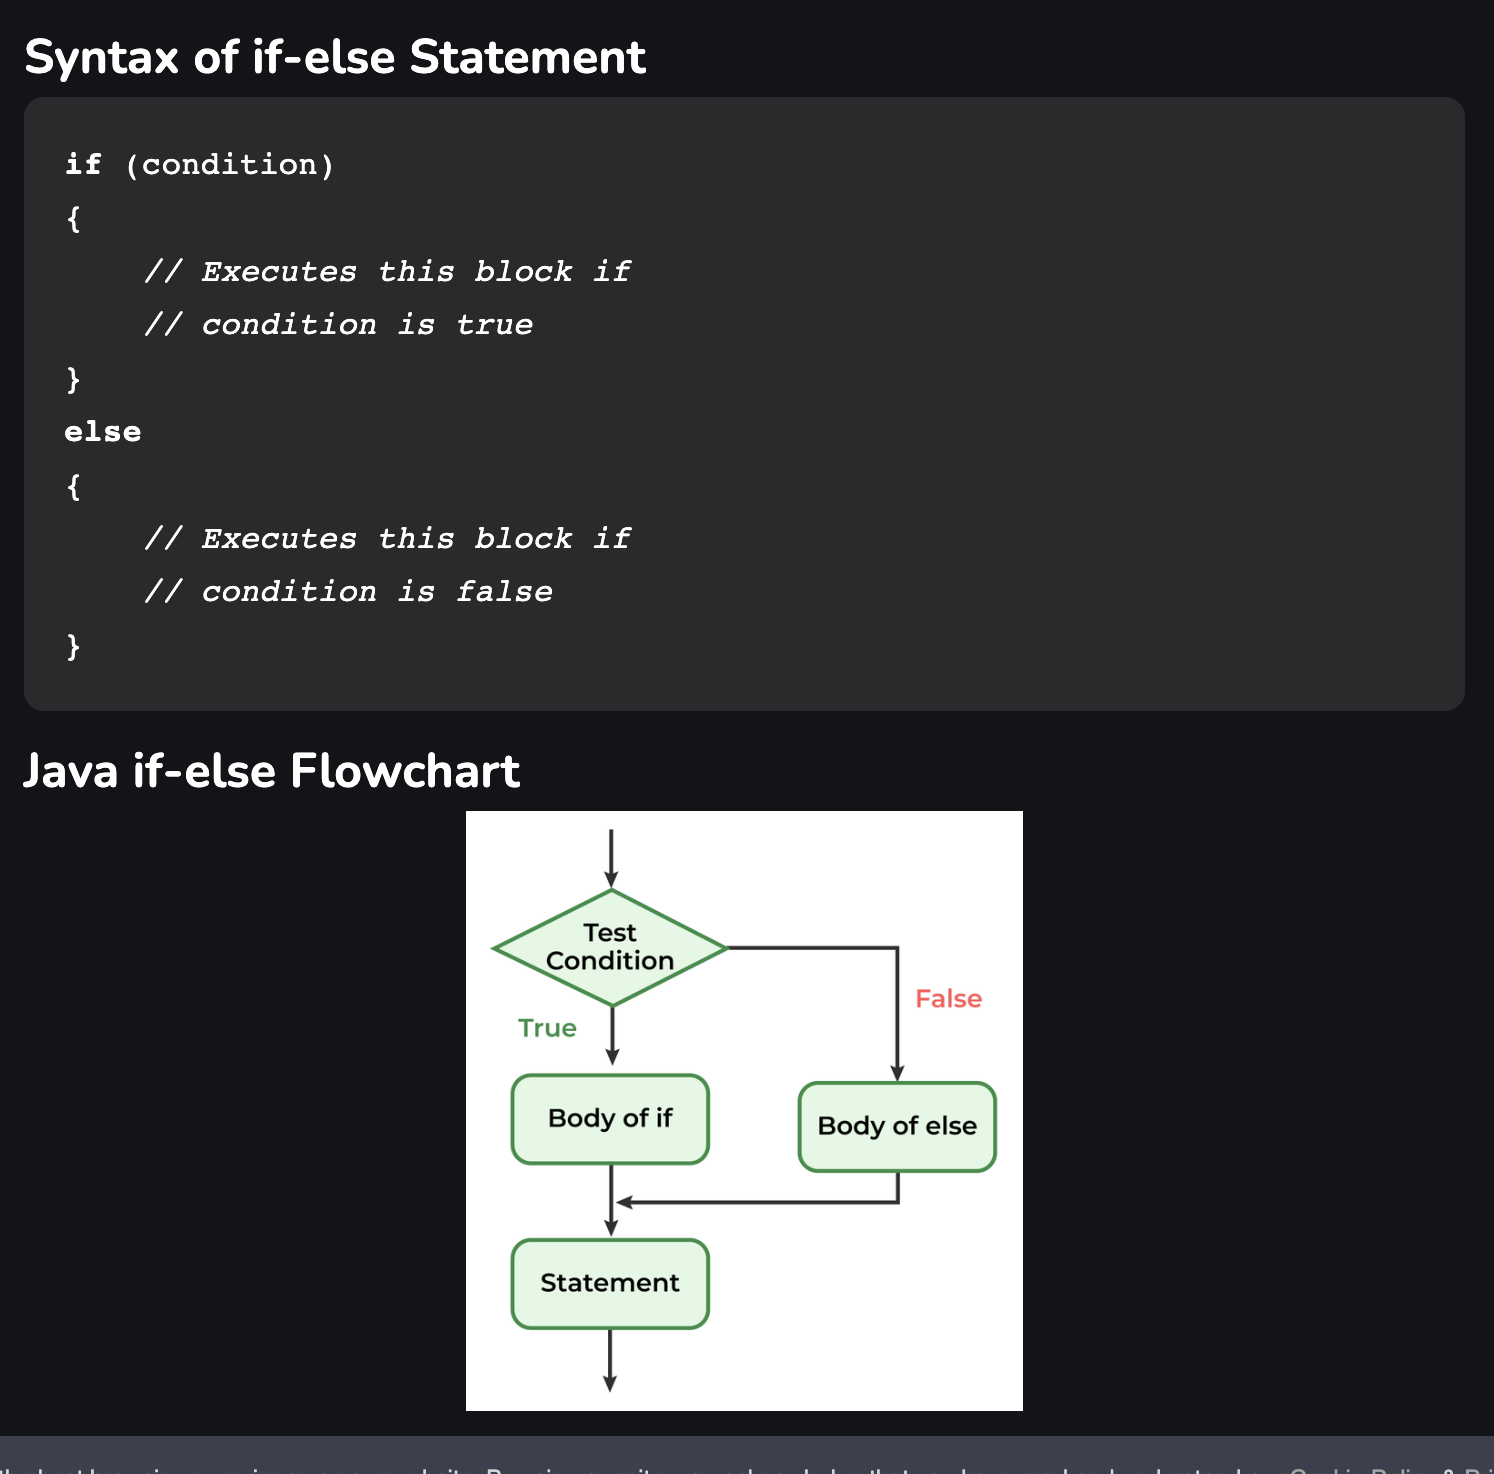 Syntax of if-else Statement
if (condition)
{
// Executes this block if
// condition is true
}
else
{
// Executes this block if
// condition is false
}
Java if-else Flowchart
Test
Condition
False
True
Body of if
Body of else
Statement